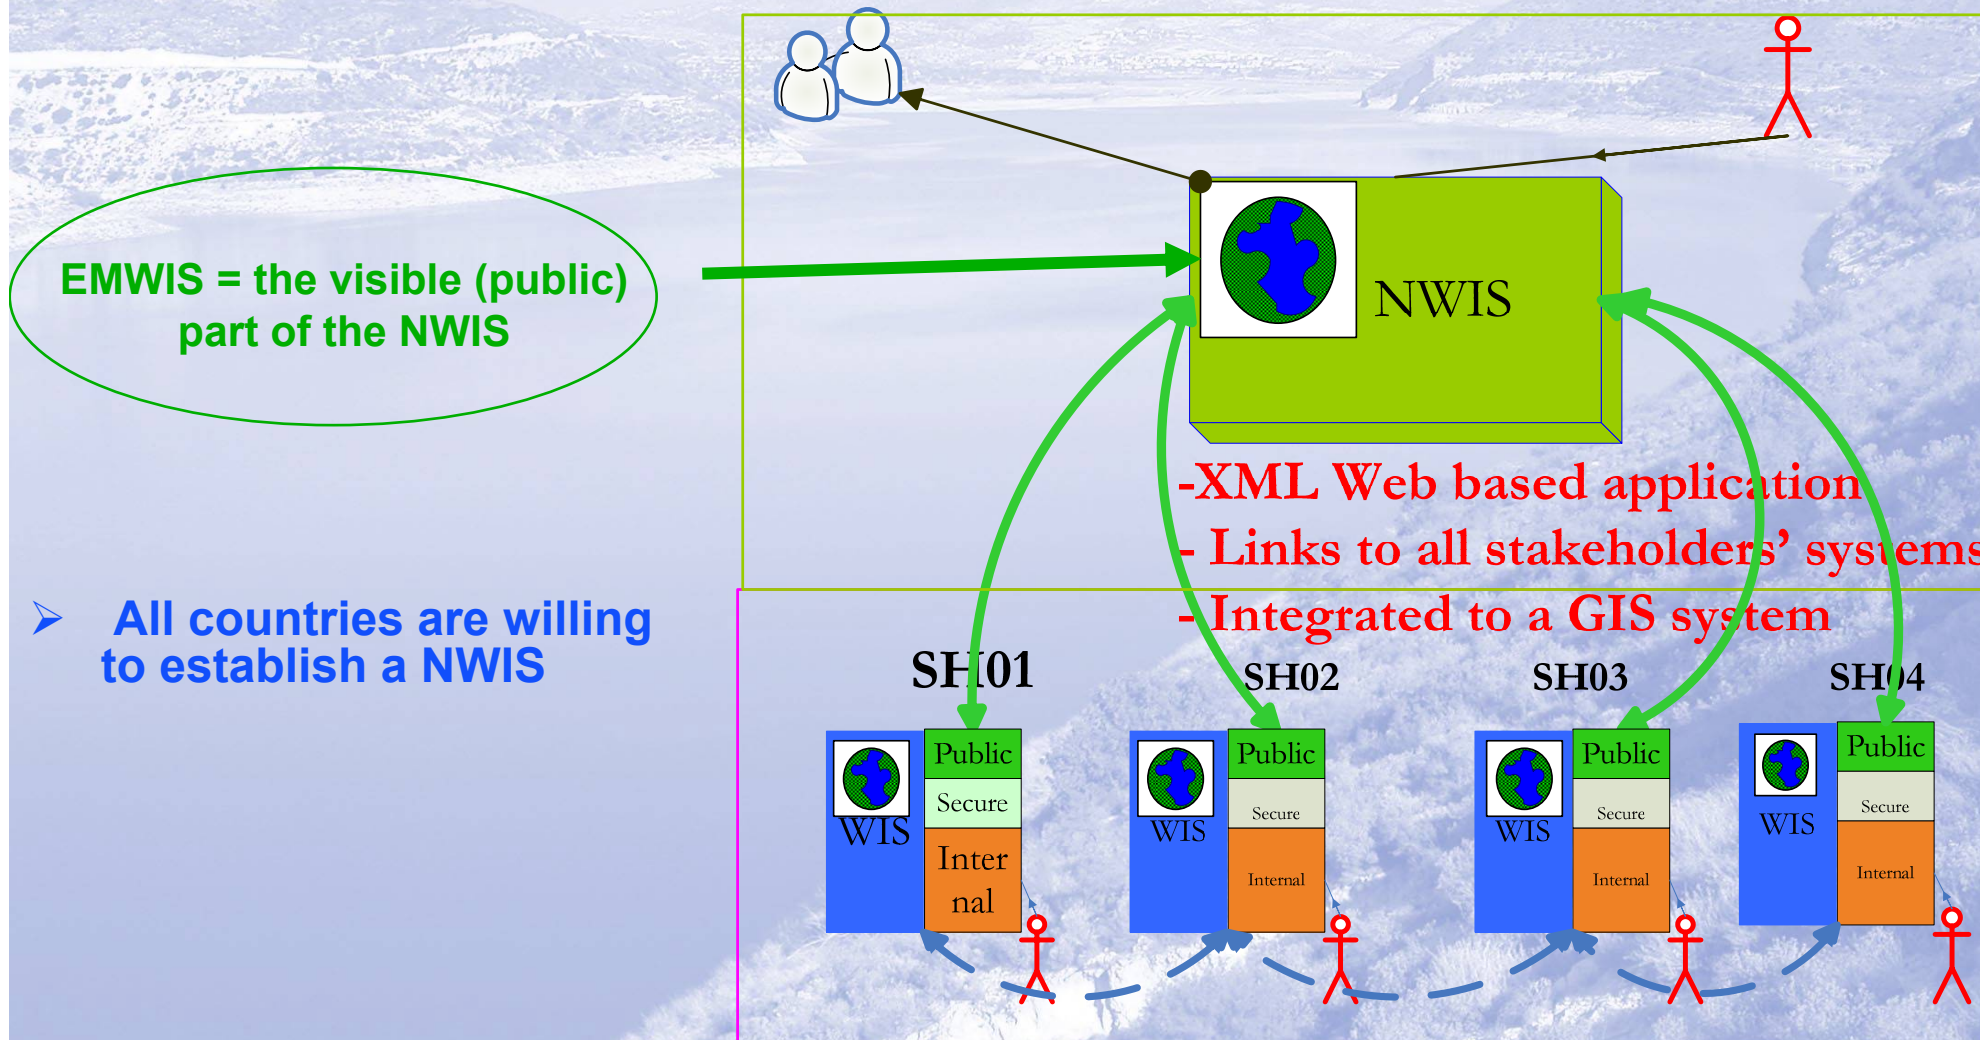 EMWIS = the visible (public)
part of the NWIS
NWIS
-XML Web based application
- Links to all stakeholders’ systems
- Integrated to a GIS system
➢ All countries are willing
to establish a NWIS
SH01
SH02
SH03
SH04
WIS
Public
Secure
Inter
nal
WIS
Public
Secure
Internal
WIS
Public
Secure
Internal
WIS
Public
Secure
Internal